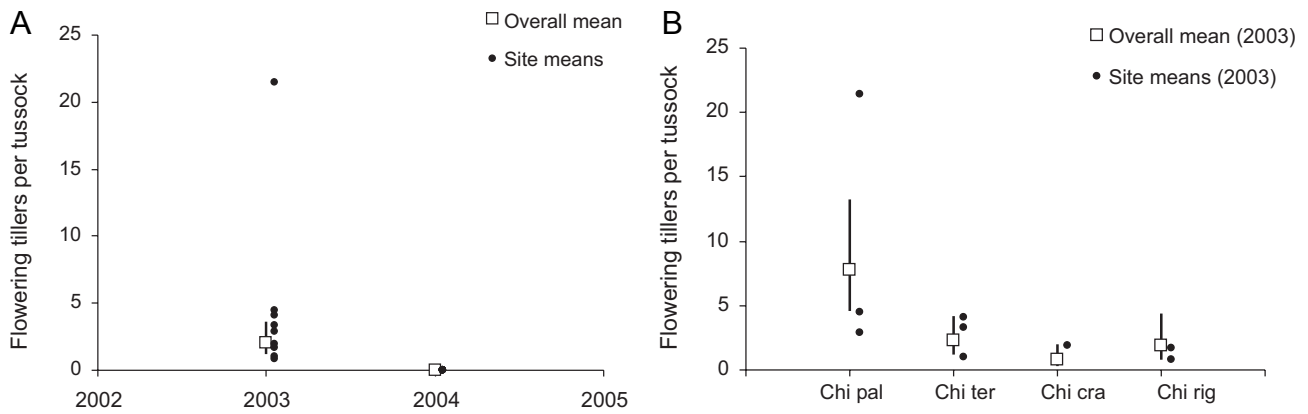 A
Flowering tillers per tussock
25
20
15
10
5
0
2002
2003
2004
2005
Overall mean
Site means
B
Flowering tillers per tussock
25
20
15
10
5
0
Chi pal
Chi ter
Chi cra
Chi rig
Overall mean (2003)
Site means (2003)